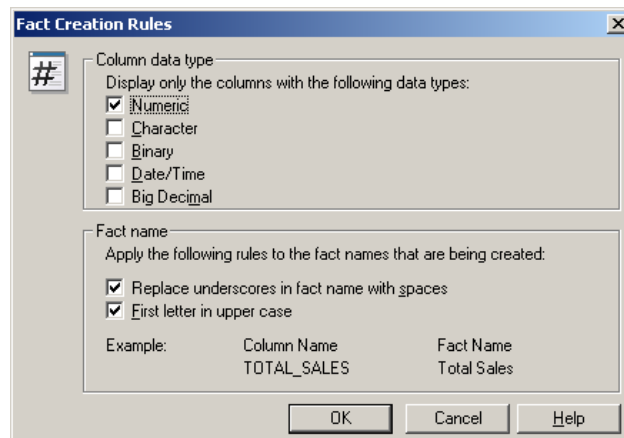 Fact Creation Rules
#
Column data type
Display only the columns with the following data types:
Numeric
Character
Binary
Date/Time
Big Decimal
Fact name
Apply the following rules to the fact names that are being created:
Replace underscores in fact name with spaces
First letter in upper case
Example: Column Name Fact Name
TOTAL_SALES Total Sales
OK Cancel Help